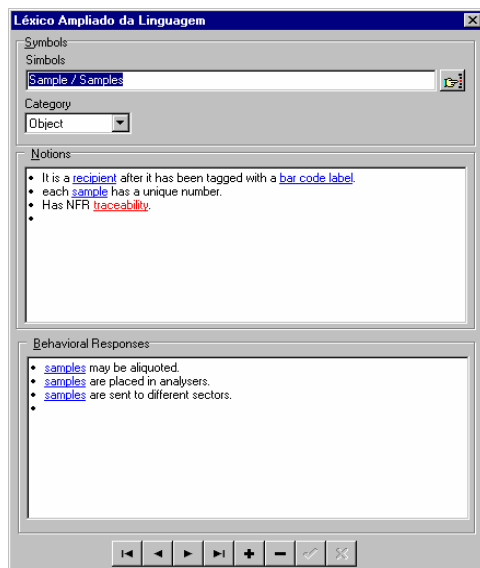 Léxico Ampliado da Linguagem
Symbols
Simbols
Sample / Samples
Category
Object
Notions
• It is a recipient after it has been tagged with a bar code label.
• each sample has a unique number.
• Has NFR traceability.
•
Behavioral Responses
• samples may be aliquoted.
• samples are placed in analysers.
• samples are sent to different sectors.
•